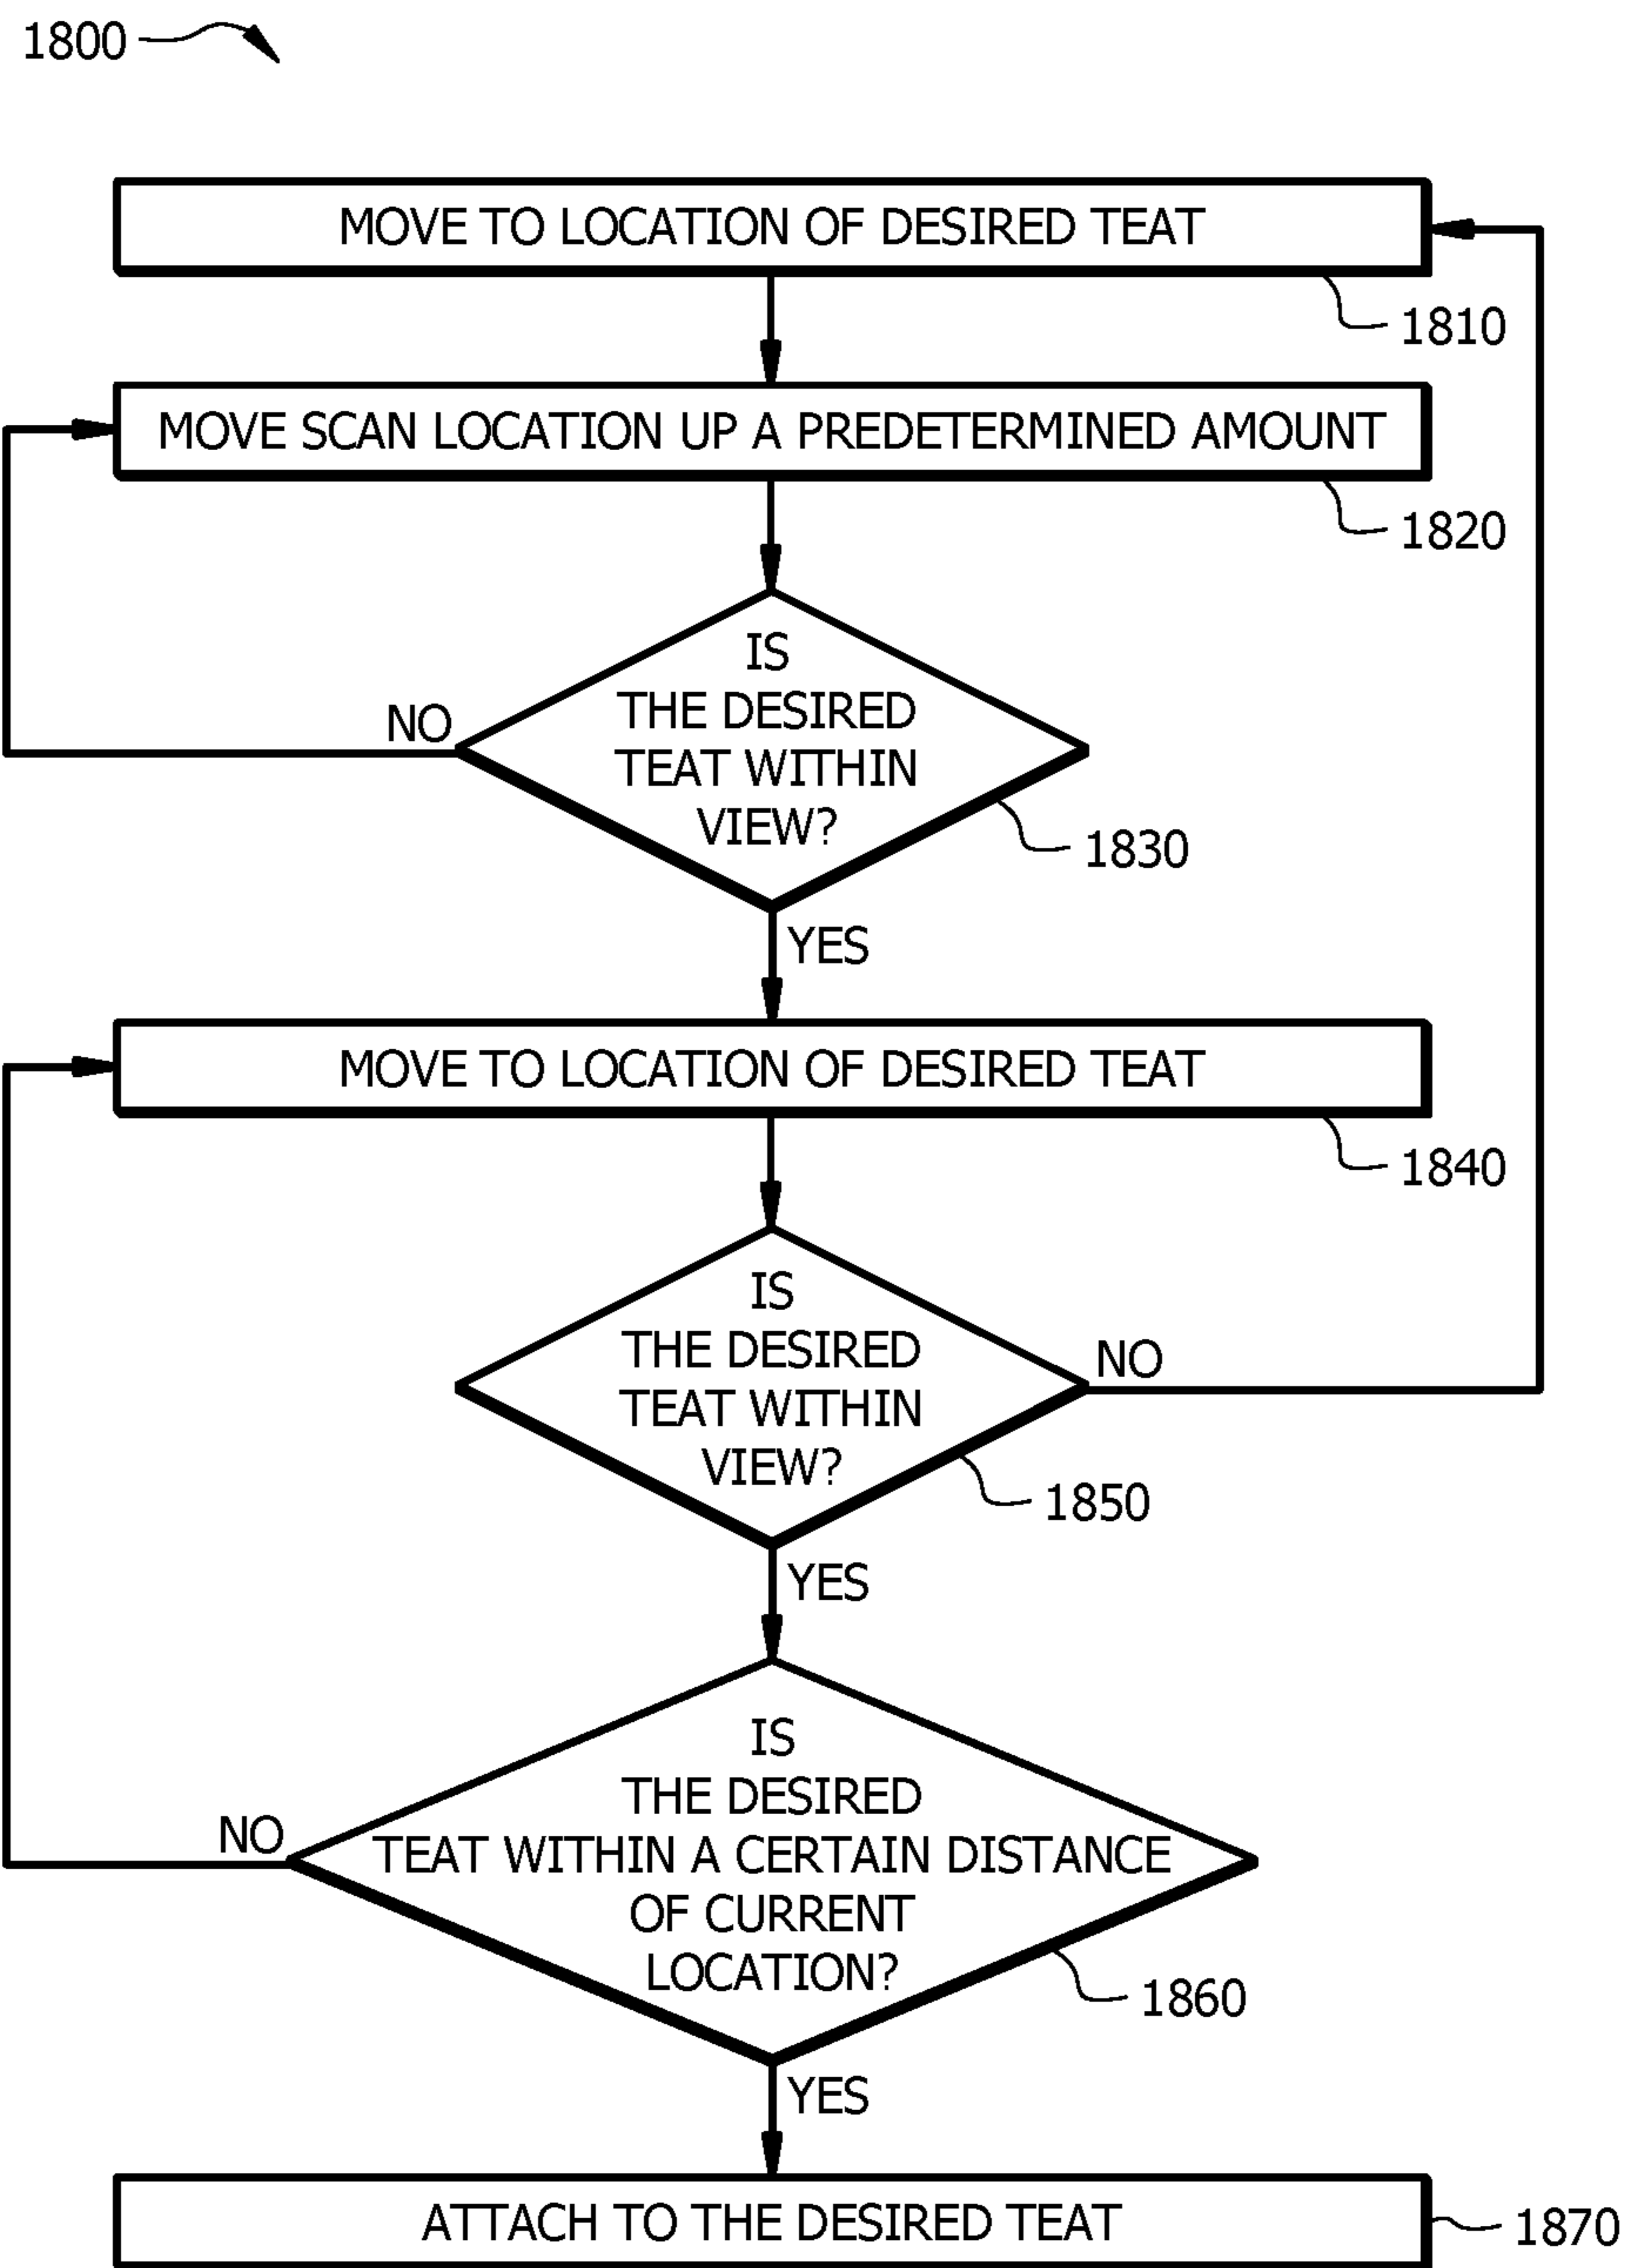 1800
MOVE TO LOCATION OF DESIRED TEAT
1810
MOVE SCAN LOCATION UP A PREDETERMINED AMOUNT
1820
IS
THE DESIRED
TEAT WITHIN
VIEW?
NO
1830
YES
MOVE TO LOCATION OF DESIRED TEAT
1840
IS
THE DESIRED
TEAT WITHIN
VIEW?
NO
1850
YES
IS
THE DESIRED
TEAT WITHIN A CERTAIN DISTANCE
OF CURRENT
LOCATION?
NO
1860
YES
ATTACH TO THE DESIRED TEAT
1870